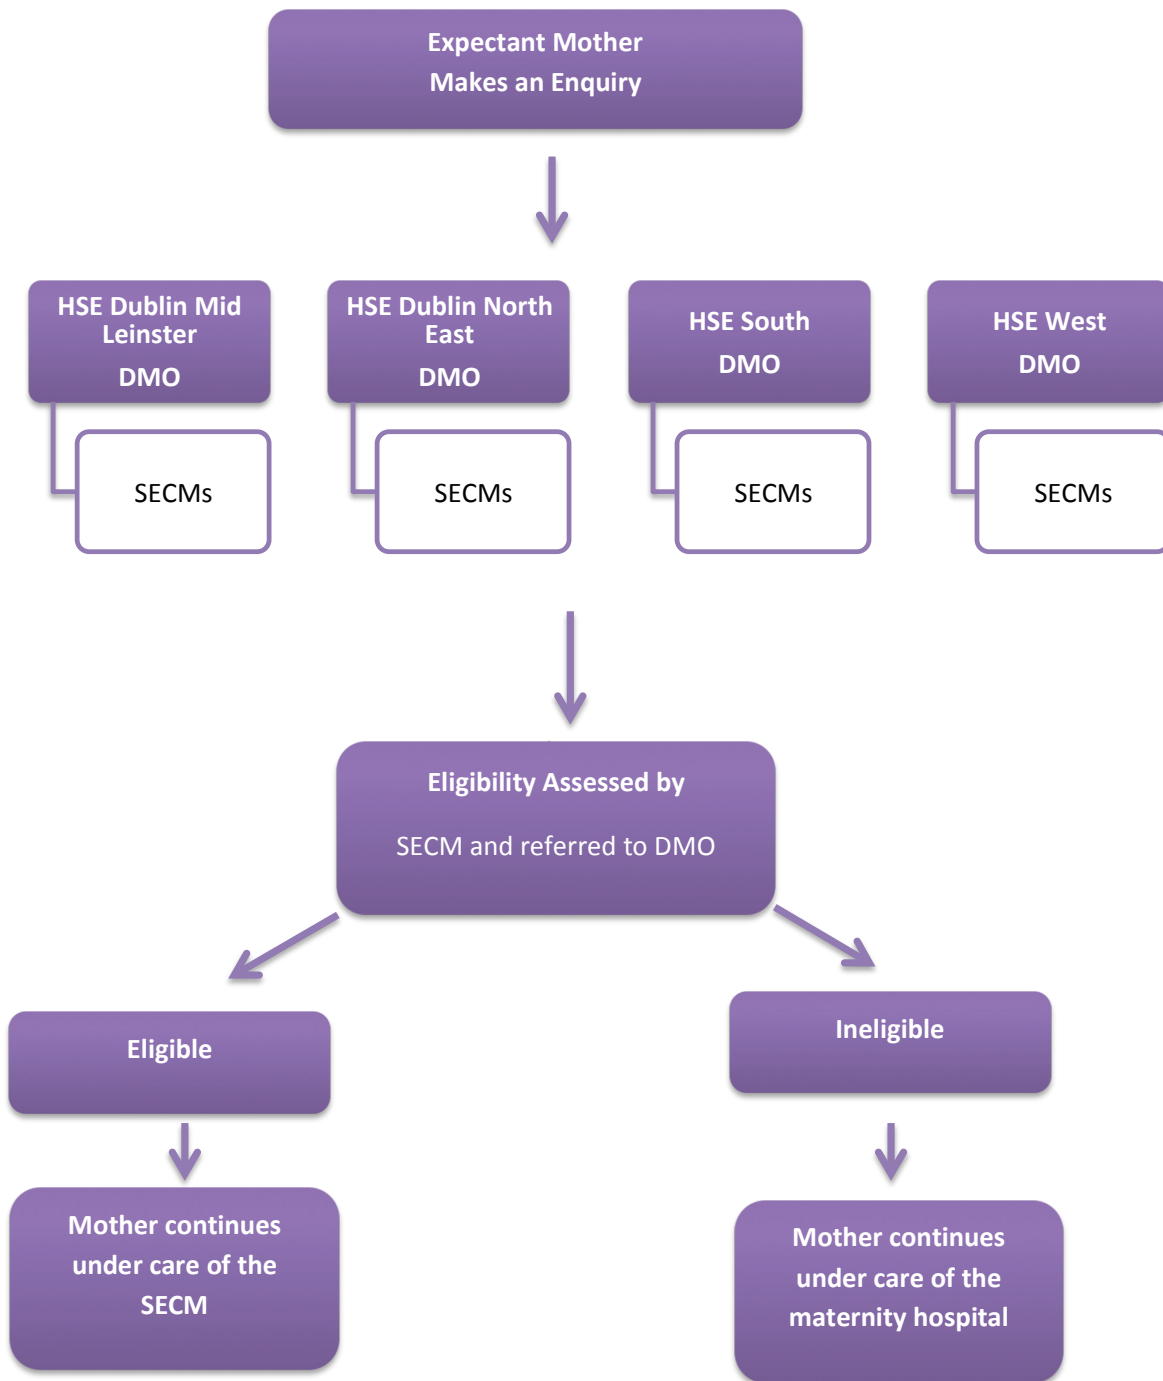 Expectant Mother
Makes an Enquiry
HSE Dublin Mid
Leinster
DMO
HSE Dublin North
East
DMO
HSE South
DMO
HSE West
DMO
SECMs
SECMs
SECMs
SECMs
Eligibility Assessed by
SECM and referred to DMO
Eligible
Ineligible
Mother continues
under care of the
SECM
Mother continues
under care of the
maternity hospital